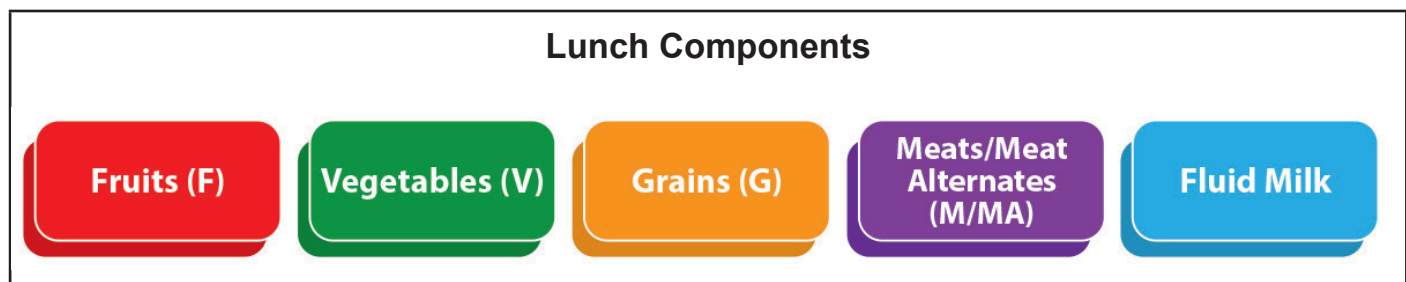 Lunch Components
Fruits (F)
Vegetables (V)
Grains (G)
Meats/Meat
Alternates
(M/MA)
Fluid Milk